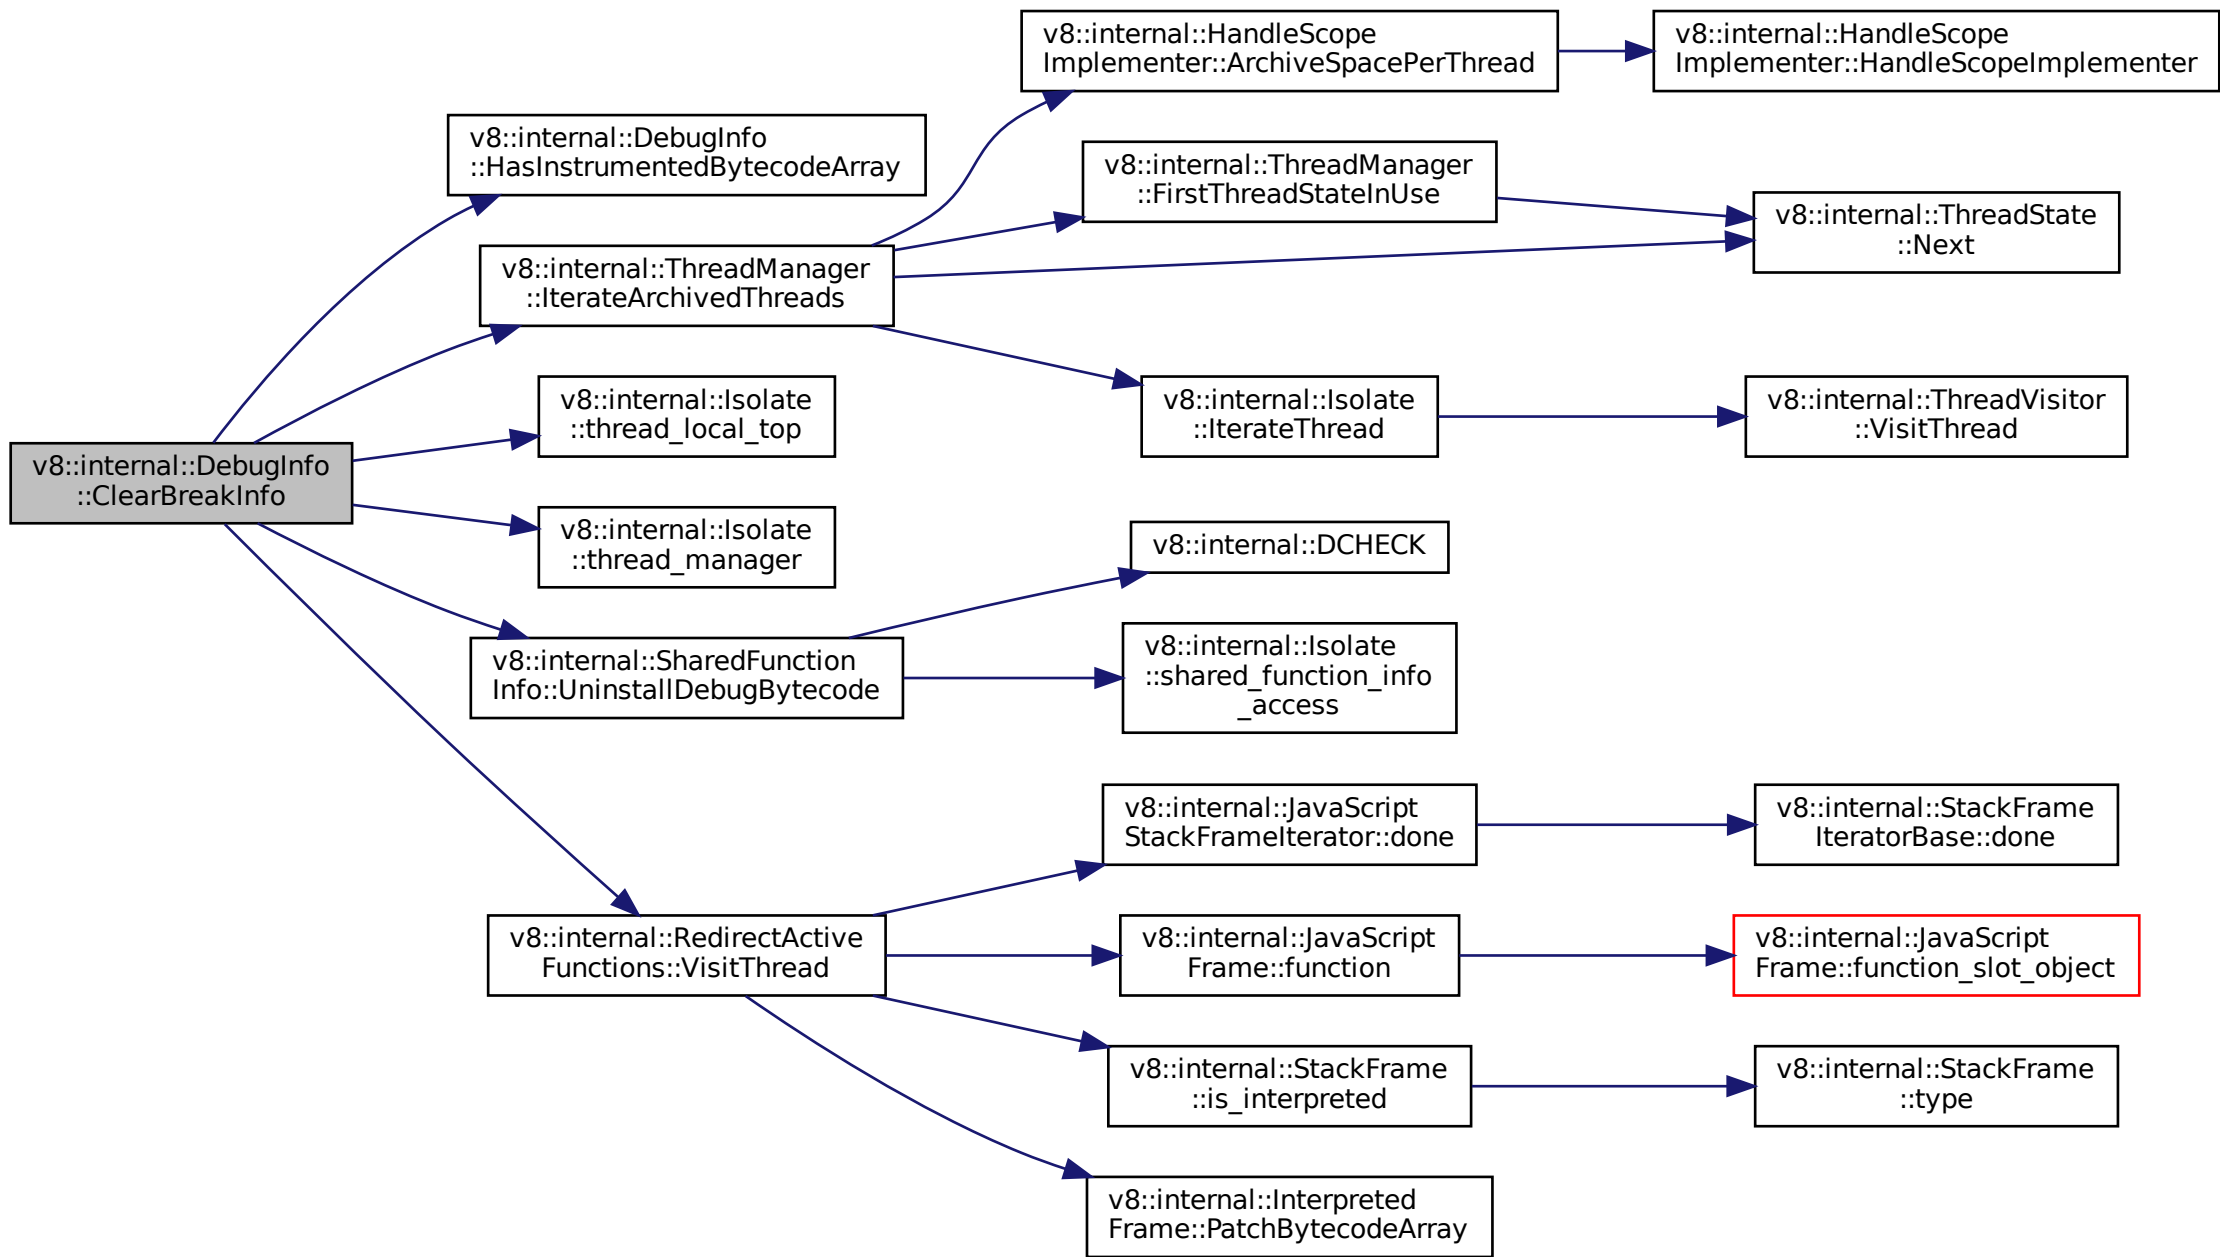 v8::internal::DebugInfo
::ClearBreakInfo
v8::internal::DebugInfo
::HasInstrumentedBytecodeArray
v8::internal::ThreadManager
::IterateArchivedThreads
v8::internal::Isolate
::thread_local_top
v8::internal::Isolate
::thread_manager
v8::internal::SharedFunction
Info::UninstallDebugBytecode
v8::internal::RedirectActive
Functions::VisitThread
v8::internal::HandleScope
Implementer::ArchiveSpacePerThread
v8::internal::ThreadManager
::FirstThreadStateInUse
v8::internal::Isolate
::IterateThread
v8::internal::DCHECK
v8::internal::Isolate
::shared_function_info
_access
v8::internal::JavaScript
StackFrameIterator::done
v8::internal::JavaScript
Frame::function
v8::internal::StackFrame
::is_interpreted
v8::internal::Interpreted
Frame::PatchBytecodeArray
v8::internal::HandleScope
Implementer::HandleScopeImplementer
v8::internal::ThreadState
::Next
v8::internal::ThreadVisitor
::VisitThread
v8::internal::StackFrame
IteratorBase::done
v8::internal::JavaScript
Frame::function_slot_object
v8::internal::StackFrame
::type